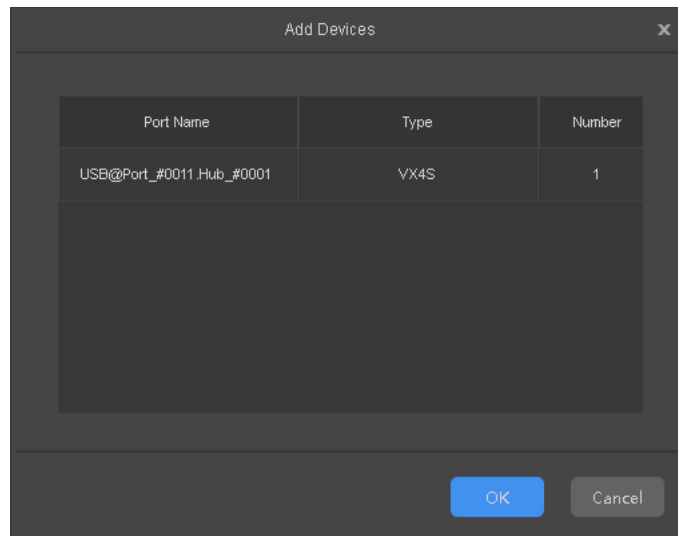 Add Devices x
Port Name Type Number
USB@Port_#0011.Hub_#0001 VX4S 1
OK Cancel